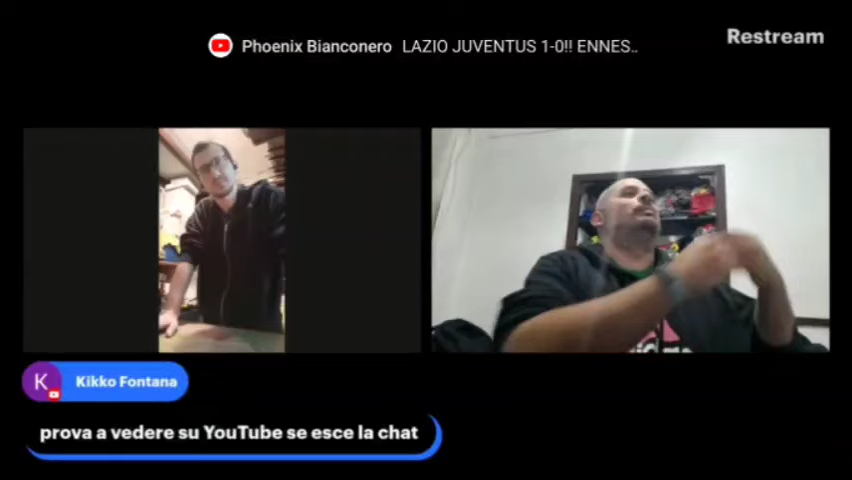 Phoenix Bianconero LAZIO JUVENTUS 1-0!! ENNES..
Restream
K
Kikko Fontana
prova a vedere su YouTube se esce la chat